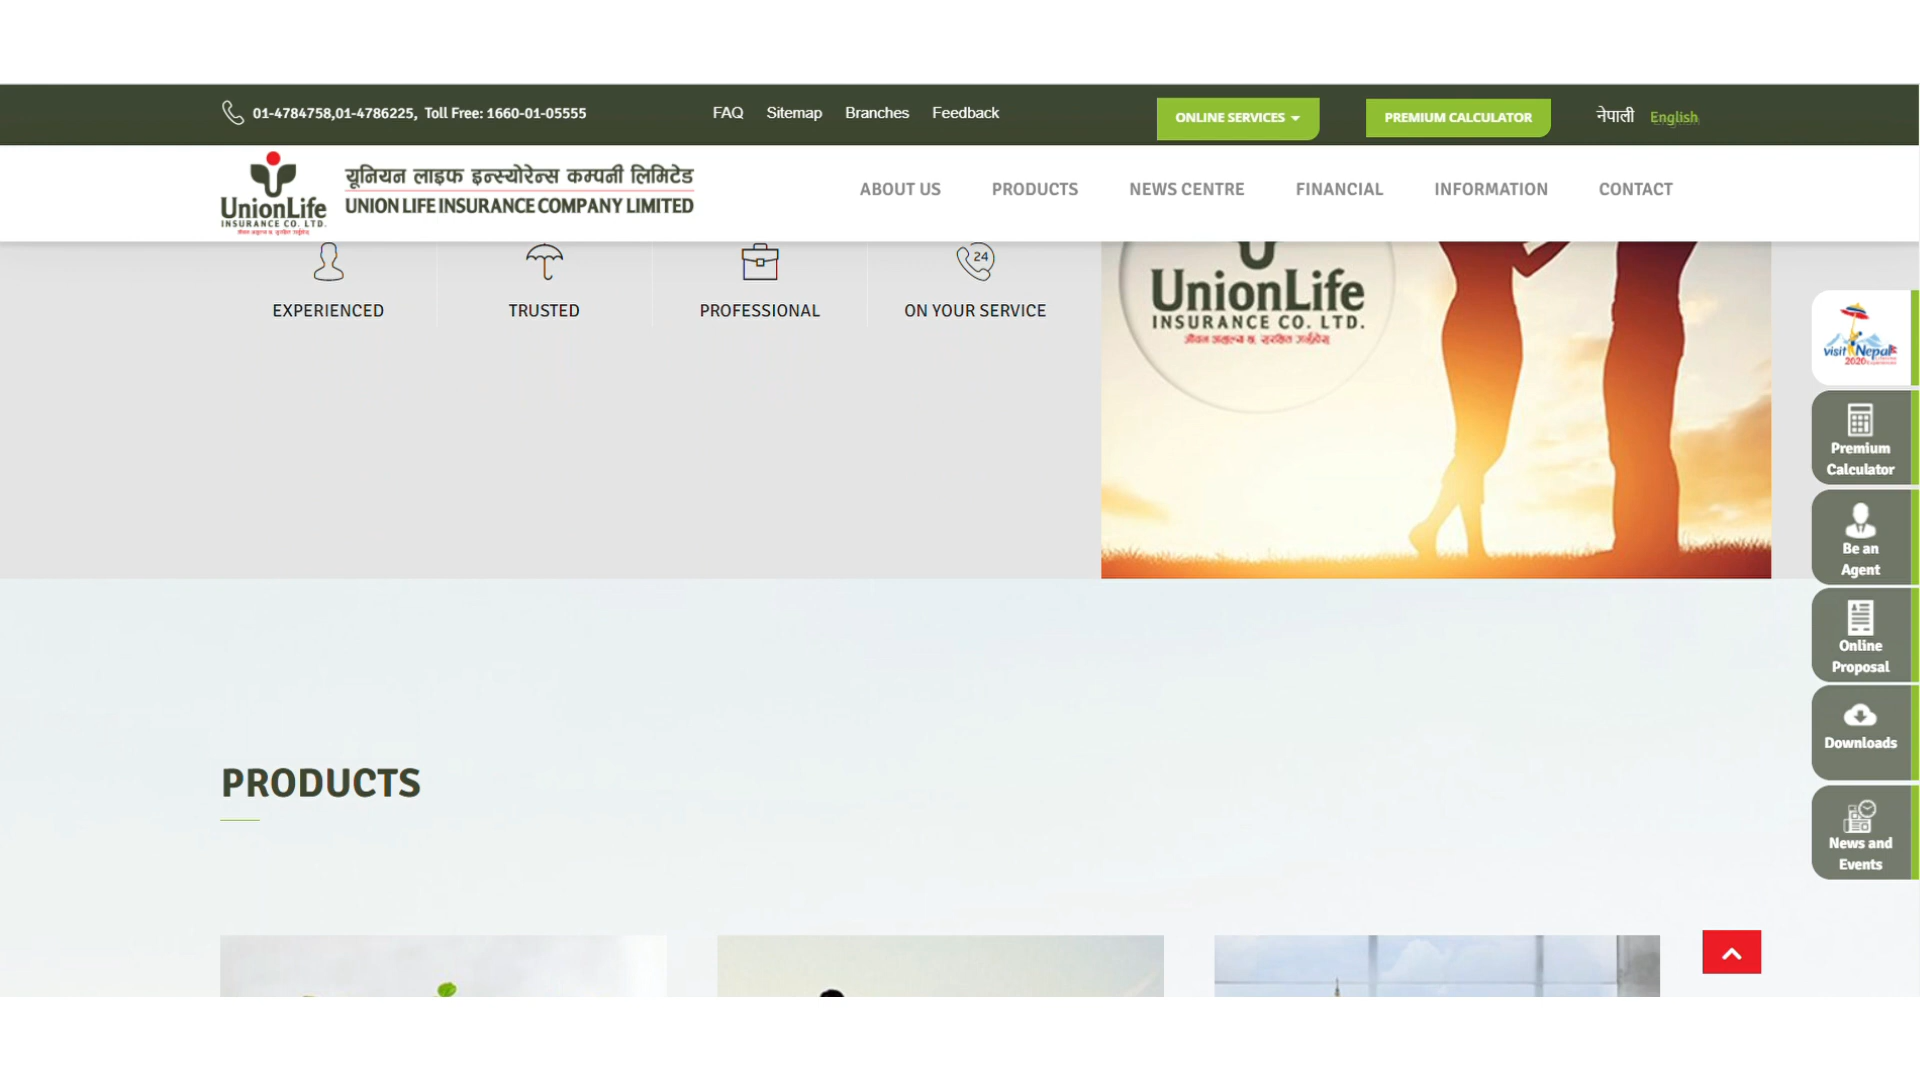 01-4784758,01-4786225, Toll Free: 1660-01-05555
FAQ Sitemap Branches Feedback
ONLINE SERVICES
PREMIUM CALCULATOR
नेपाली English
UnionLife
INSURANCE CO. LTD.
यूनियन लाइफ इन्स्योरेन्स कम्पनी लिमिटेड
UNION LIFE INSURANCE COMPANY LIMITED
ABOUT US PRODUCTS NEWS CENTRE FINANCIAL INFORMATION CONTACT
24
EXPERIENCED TRUSTED PROFESSIONAL ON YOUR SERVICE
UnionLife
INSURANCE CO. LTD.
visit Nepal
2020
Premium
Calculator
Be an
Agent
Online
Proposal
Downloads
News and
Events
PRODUCTS